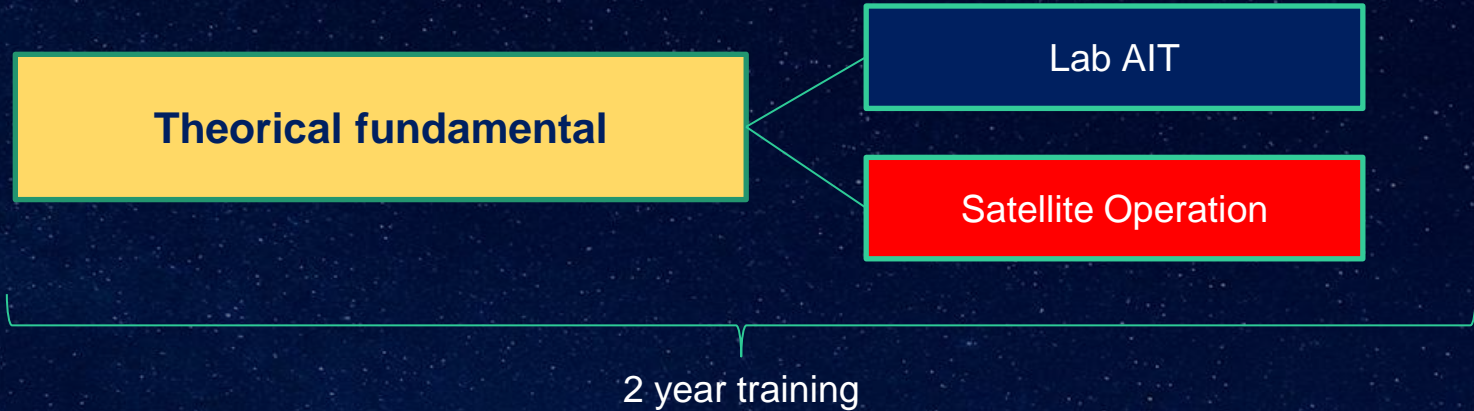 Theorical fundamental
Lab AIT
Satellite Operation
2 year training